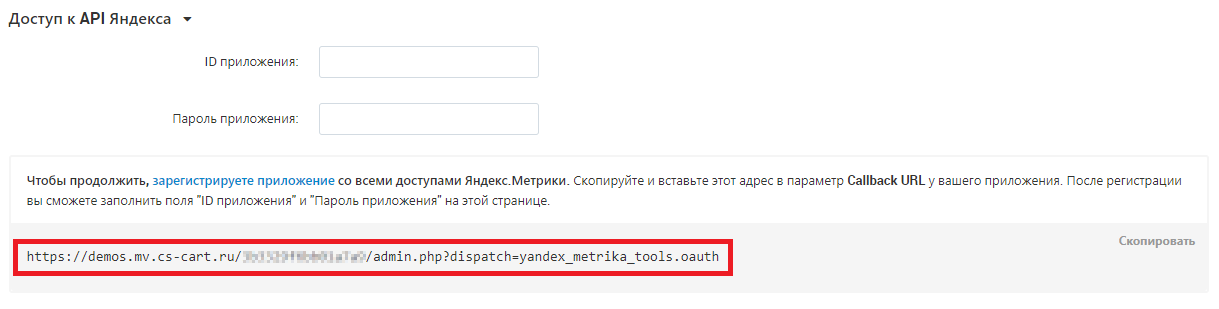 Доступ к API Яндекса
ID приложения:
Пароль приложения:
Чтобы продолжить, зарегистрируете приложение со всеми доступами Яндекс.Метрики. Скопируйте и вставьте этот адрес в параметр Callback URL у вашего приложения. После регистрации
вы сможете заполнить поля "ID приложения" и "Пароль приложения" на этой странице.
Скопировать
https://demos.mv.cs-cart.ru/ /admin.php?dispatch=yandex_metrika_tools.oauth